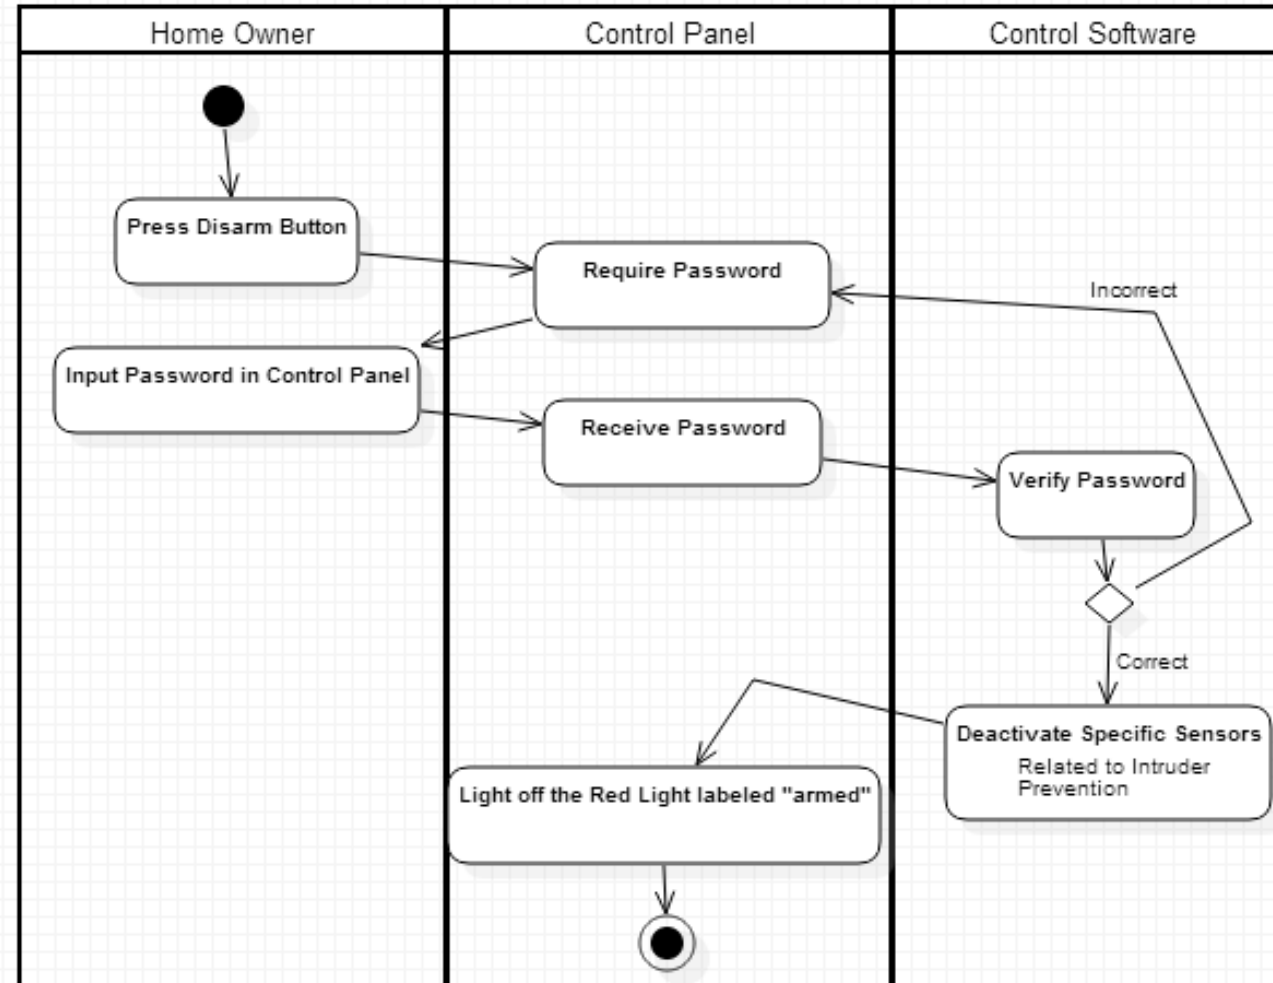 Home Owner
Control Panel
Control Software
Press Disarm Button
Require Password
Incorrect
Input Password in Control Panel
Receive Password
Verify Password
Correct
Deactivate Specific Sensors
Related to Intruder
Prevention
Light off the Red Light labeled "armed"